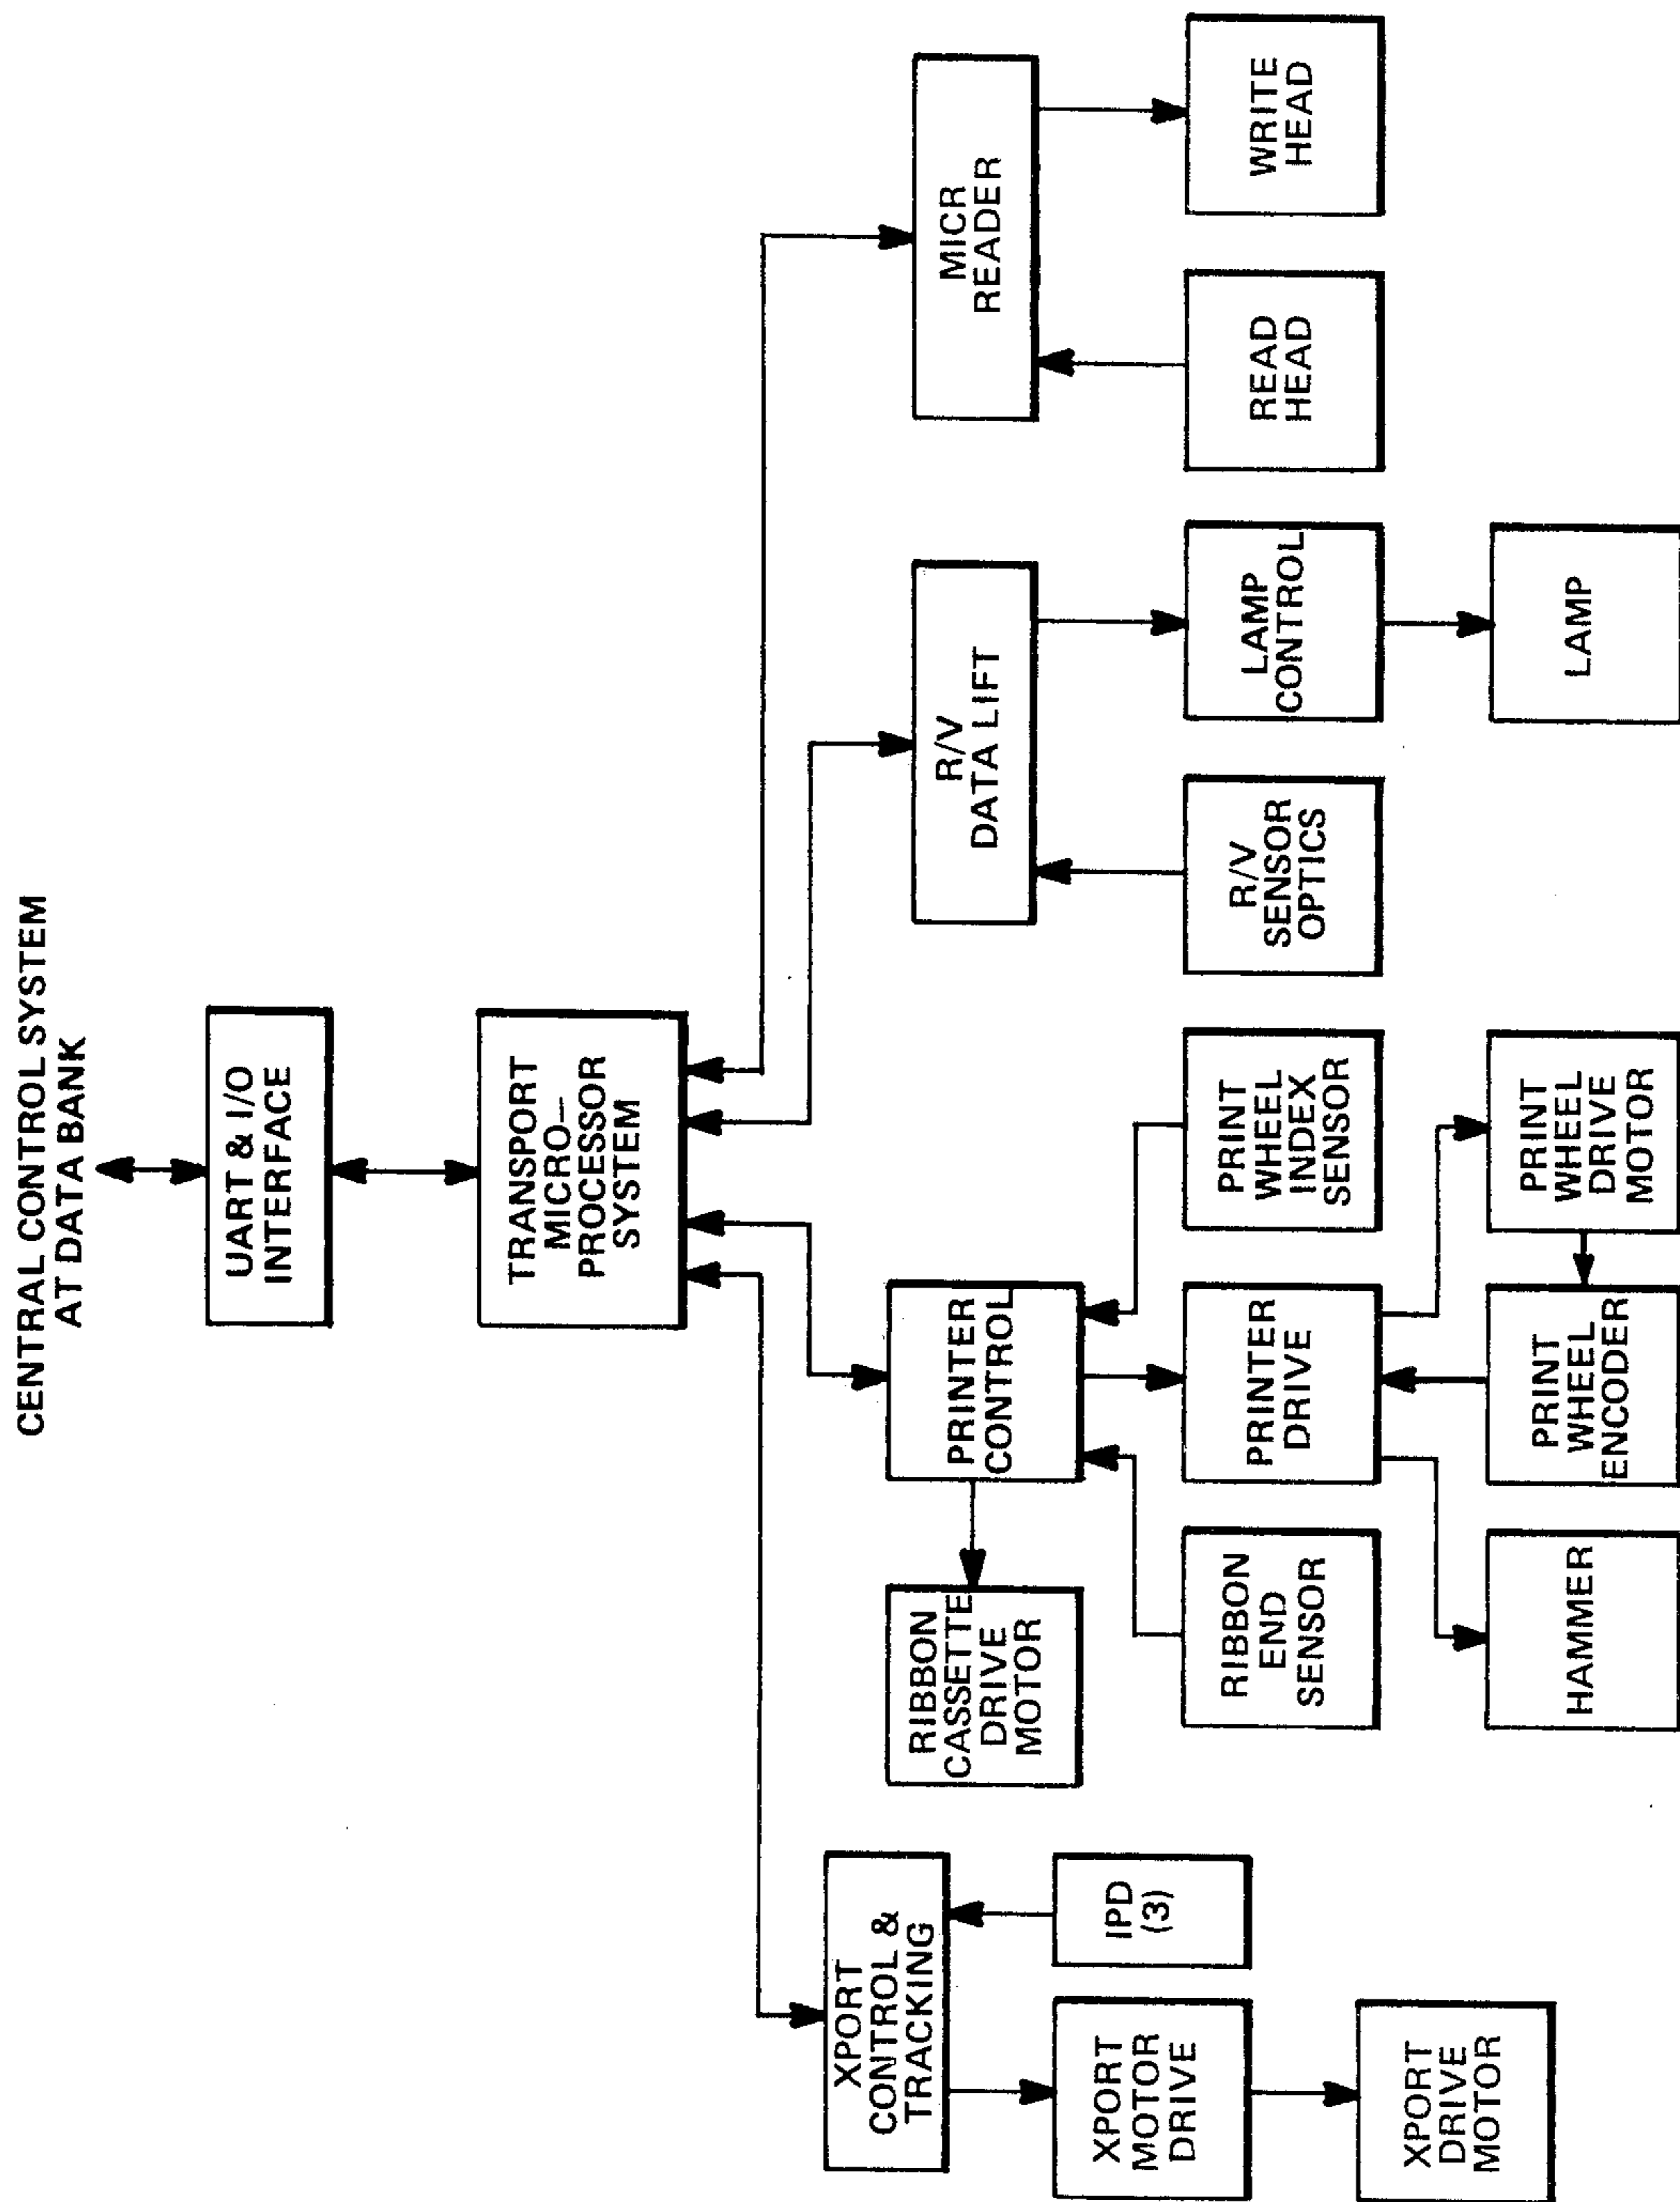 CENTRAL CONTROL SYSTEM
AT DATA BANK
UART & I/O
INTERFACE
TRANSPORT
MICRO–
PROCESSOR
SYSTEM
XPORT
CONTROL &
TRACKING
XPORT
MOTOR
DRIVE
IPD
(3)
XPORT
DRIVE
MOTOR
RIBBON
CASSETTE
DRIVE
MOTOR
PRINTER
CONTROL
RIBBON
END
SENSOR
PRINTER
DRIVE
PRINT
WHEEL
INDEX
SENSOR
HAMMER
PRINT
WHEEL
ENCODER
PRINT
WHEEL
DRIVE
MOTOR
R/V
DATA LIFT
R/V
SENSOR
OPTICS
LAMP
CONTROL
LAMP
MICR
READER
READ
HEAD
WRITE
HEAD